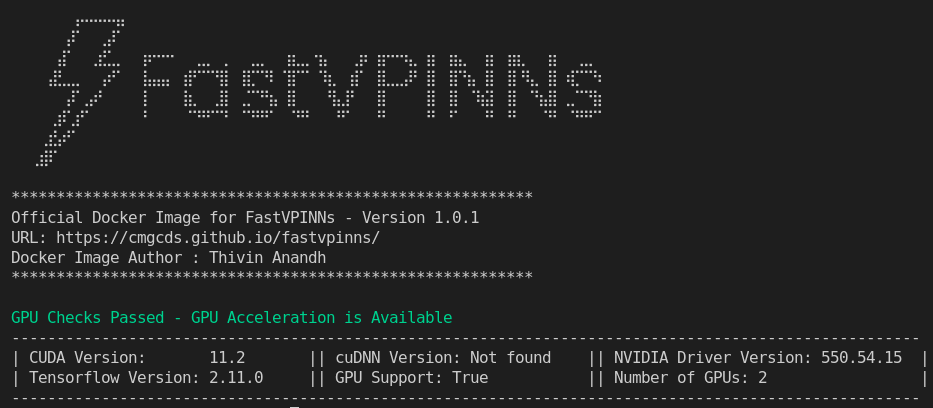 FastVPINNs
**********************************************************
Official Docker Image for FastVPINNs - Version 1.0.1
URL: https://cmgcds.github.io/fastvpinns/
Docker Image Author : Thivin Anandh
**********************************************************
GPU Checks Passed - GPU Acceleration is Available
-----------------------------------------------------------------------------------------------------
| CUDA Version:       11.2       || cuDNN Version: Not found    || NVIDIA Driver Version: 550.54.15  |
| Tensorflow Version: 2.11.0     || GPU Support: True           || Number of GPUs: 2                 |
-----------------------------------------------------------------------------------------------------